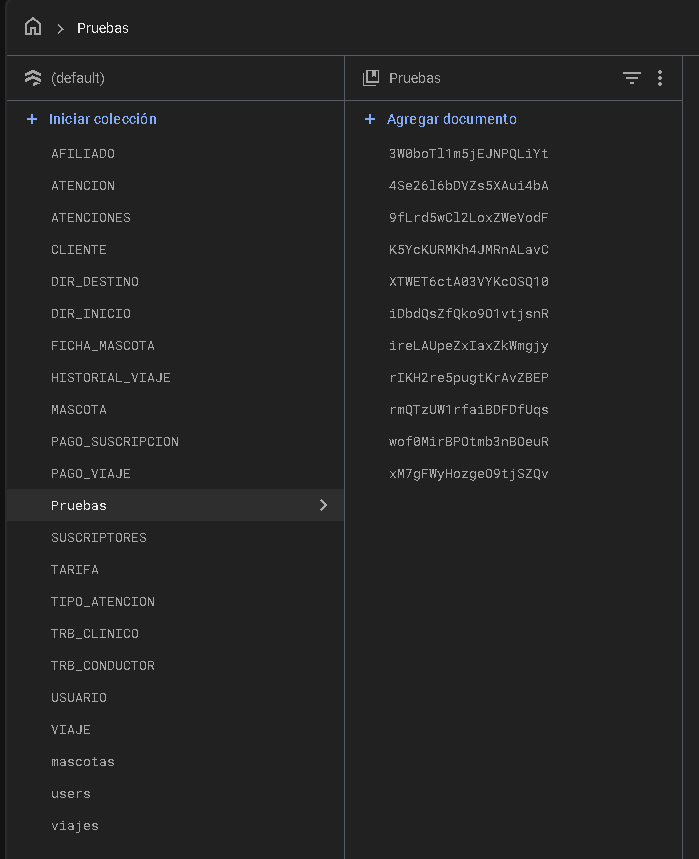 Pruebas
(default)
Iniciar colección
AFILIADO
ATENCION
ATENCIONES
CLIENTE
DIR_DESTINO
DIR_INICIO
FICHA_MASCOTA
HISTORIAL_VIAJE
MASCOTA
PAGO_SUSCRIPCION
PAGO_VIAJE
Pruebas
SUSCRIPTORES
TARIFA
TIPO_ATENCION
TRB_CLINICO
TRB_CONDUCTOR
USUARIO
VIAJE
mascotas
users
viajes
Pruebas
Agregar documento
3W0boTl1m5jEJNPQLiYt
4Se26l6bDVZs5XAui4bA
9fLrd5wCl2LoxZWeVodF
K5YcKURMKh4JMRnALavC
XTWET6ctA03VYKcOSQ10
iDbdQsZfQko9O1vtjsnR
ireLAUpeZxIaxZkWmgjy
rIKH2re5pugtKrAvZBEP
rmQTzUW1rfaiBDFDfUqs
wof0MirBPOtmb3nBOeuR
xM7gFWyHozgeO9tjSZQv